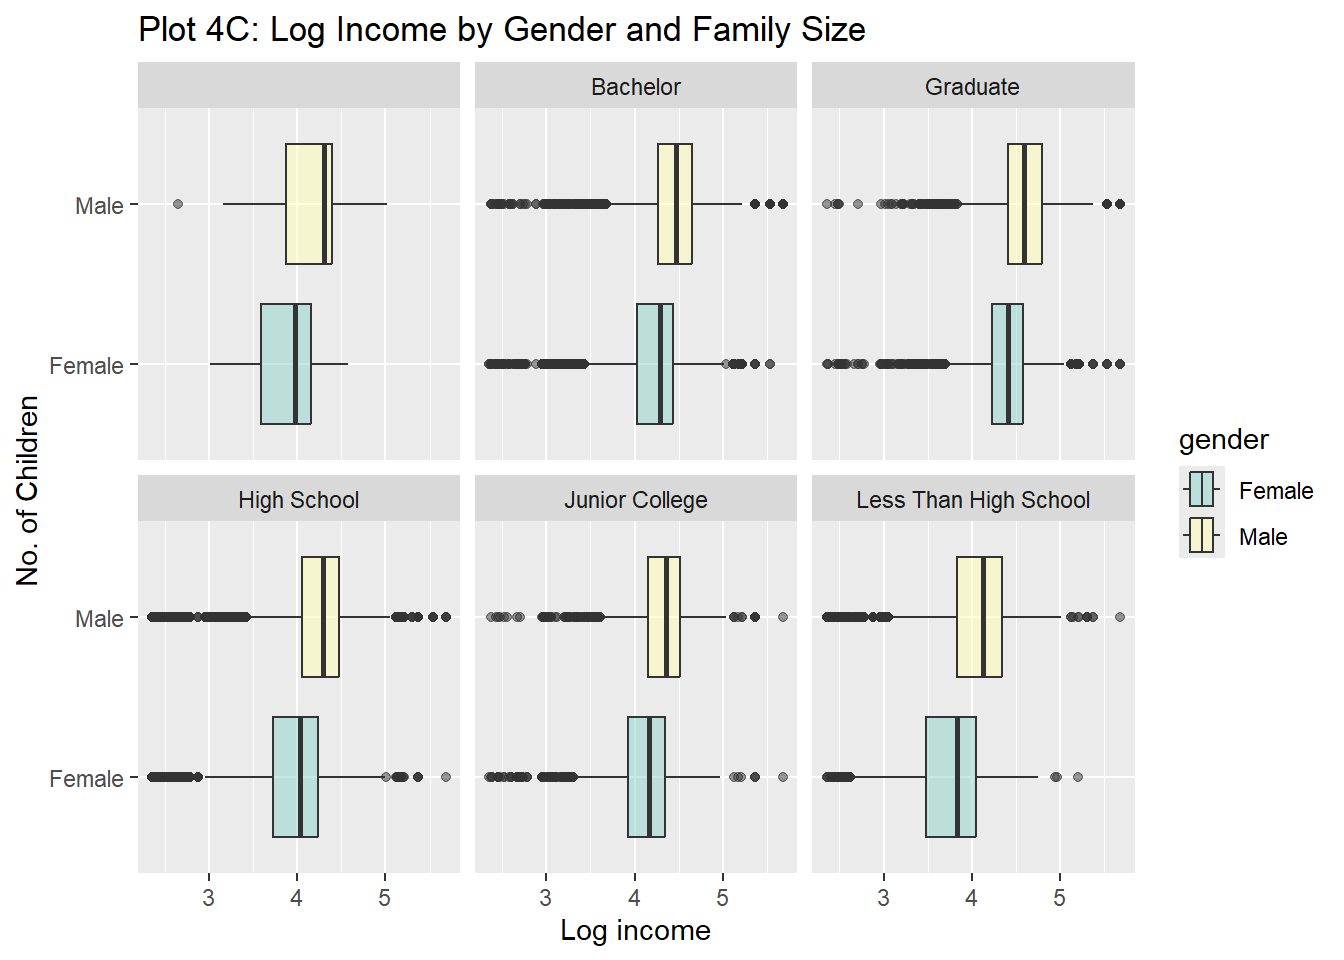 Plot 4C: Log Income by Gender and Family Size
Bachelor
Graduate
Male
Female
No. of Children
High School
Junior College
Less Than High School
Male
Female
3
4
5
3
4
5
3
4
5
Log income
gender
Female
Male